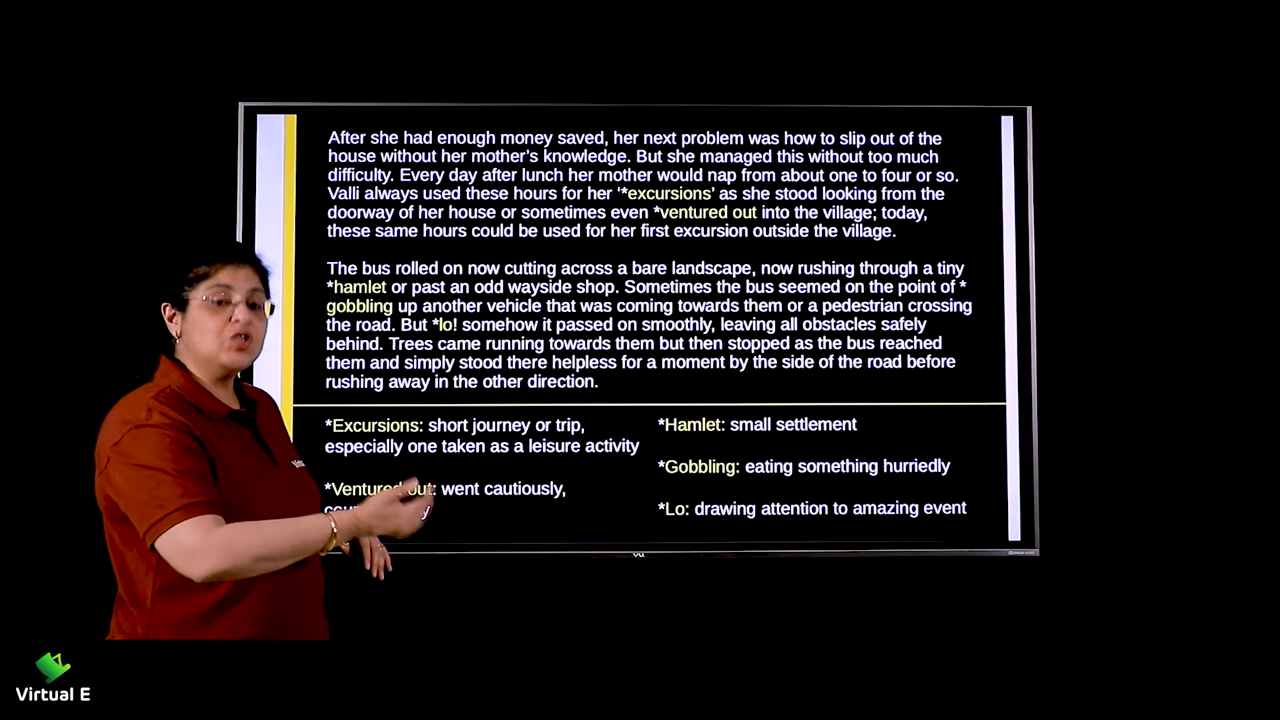 After she had enough money saved, her next problem was how to slip out of the
house without her mother's knowledge. But she managed this without too much
difficulty. Every day after lunch her mother would nap from about one to four or so.
Valli always used these hours for her '*excursions' as she stood looking from the
doorway of her house or sometimes even *ventured out into the village; today,
these same hours could be used for her first excursion outside the village.
The bus rolled on now cutting across a bare landscape, now rushing through a tiny
*hamlet or past an odd wayside shop. Sometimes the bus seemed on the point of *
gobbling up another vehicle that was coming towards them or a pedestrian crossing
the road. But *lo! somehow it passed on smoothly, leaving all obstacles safely
behind. Trees came running towards them but then stopped as the bus reached
them and simply stood there helpless for a moment by the side of the road before
rushing away in the other direction.
*Excursions: short journey or trip,
especially one taken as a leisure activity
*Ventured out: went cautiously,
*Hamlet: small settlement
*Gobbling: eating something hurriedly
*Lo: drawing attention to amazing event
Virtual E